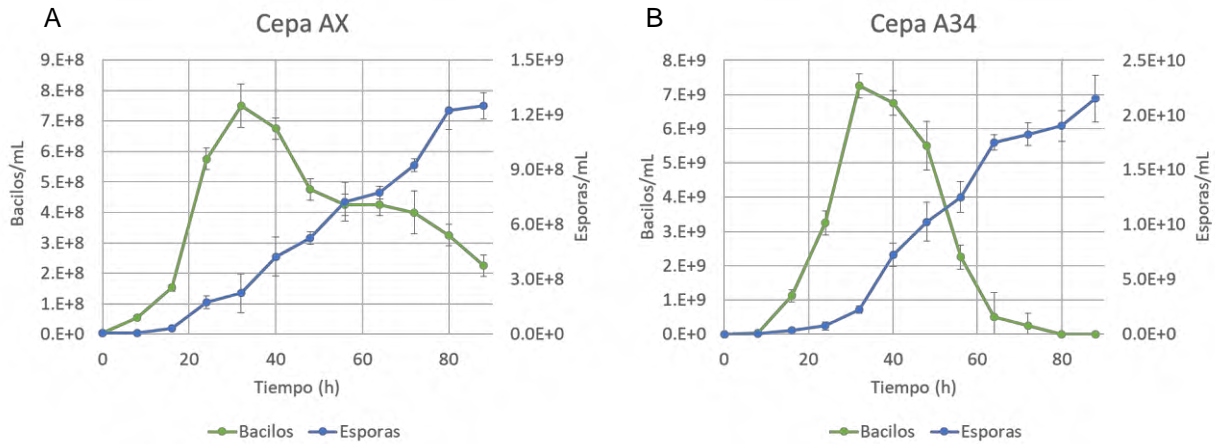 A
Cepa AX
9.E+8
8.E+8
7.E+8
6.E+8
5.E+8
4.E+8
3.E+8
2.E+8
1.E+8
0.E+0
Bacilos/mL
1.5E+9
1.2E+9
9.0E+8
6.0E+8
3.0E+8
0.0E+0
Esporas/mL
0 20 40 60 80
Tiempo (h)
Bacilos Esporas
B
Cepa A34
8.E+9
7.E+9
6.E+9
5.E+9
4.E+9
3.E+9
2.E+9
1.E+9
0.E+0
Bacilos/mL
2.5E+10
2.0E+10
1.5E+10
1.0E+10
5.0E+9
0.0E+0
Esporas/mL
0 20 40 60 80
Tiempo (h)
Bacilos Esporas